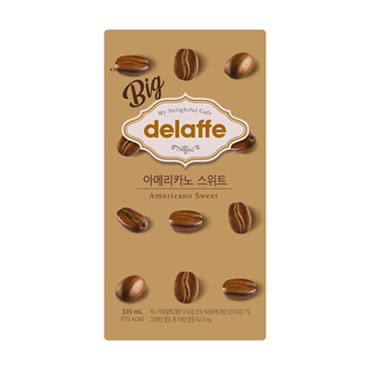 Big
My Delightful Cafe
delaffe
아메리카노 스위트
Americano Sweet
335 mL
(115 kcal)